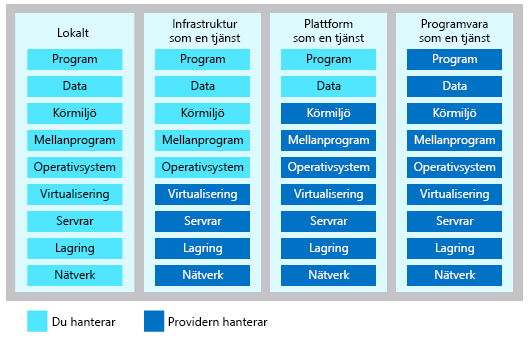 Lokalt
Program
Data
Körmiljö
Mellanprogram
Operativsystem
Virtualisering
Servrar
Lagring
Nätverk
Infrastruktur
som en tjänst
Program
Data
Körmiljö
Mellanprogram
Operativsystem
Virtualisering
Servrar
Lagring
Nätverk
Plattform
som en tjänst
Program
Data
Körmiljö
Mellanprogram
Operativsystem
Virtualisering
Servrar
Lagring
Nätverk
Programvara
som en tjänst
Program
Data
Körmiljö
Mellanprogram
Operativsystem
Virtualisering
Servrar
Lagring
Nätverk
Du hanterar
Providern hanterar